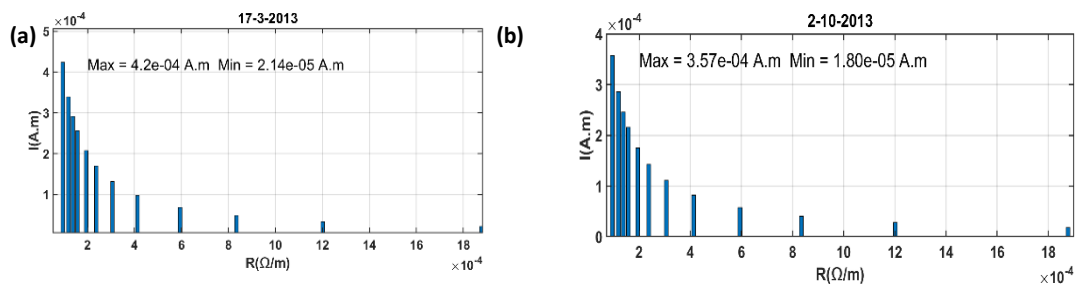 (a)
17-3-2013
×10⁻⁴
5
4
3
2
1
I(A.m)
Max = 4.2e-04 A.m Min = 2.14e-05 A.m
2 4 6 8 10 12 14 16 18
R(Ω/m)
×10⁻⁴
(b)
2-10-2013
×10⁻⁴
4
3
2
1
0
I(A.m)
Max = 3.57e-04 A.m Min = 1.80e-05 A.m
2 4 6 8 10 12 14 16 18
R(Ω/m)
×10⁻⁴